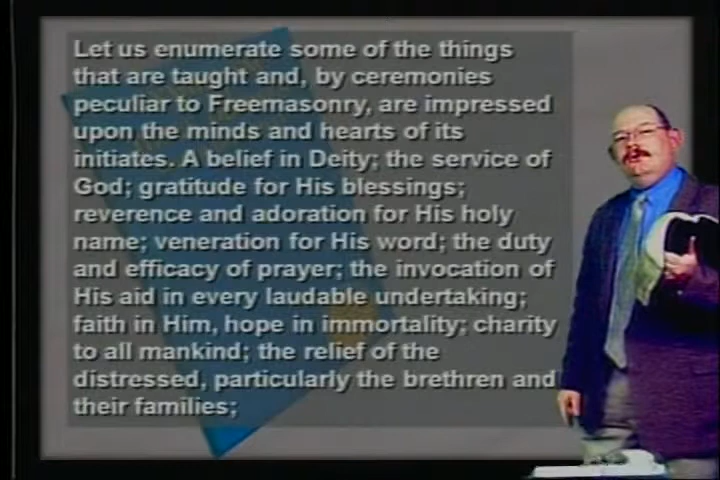 Let us enumerate some of the things
that are taught and, by ceremonies
peculiar to Freemasonry, are impressed
upon the minds and hearts of its
initiates. A belief in Deity; the service of
God; gratitude for His blessings;
reverence and adoration for His holy
name; veneration for His word; the duty
and efficacy of prayer; the invocation of
His aid in every laudable undertaking;
faith in Him, hope in immortality; charity
to all mankind; the relief of the
distressed, particularly the brethren and
their families;